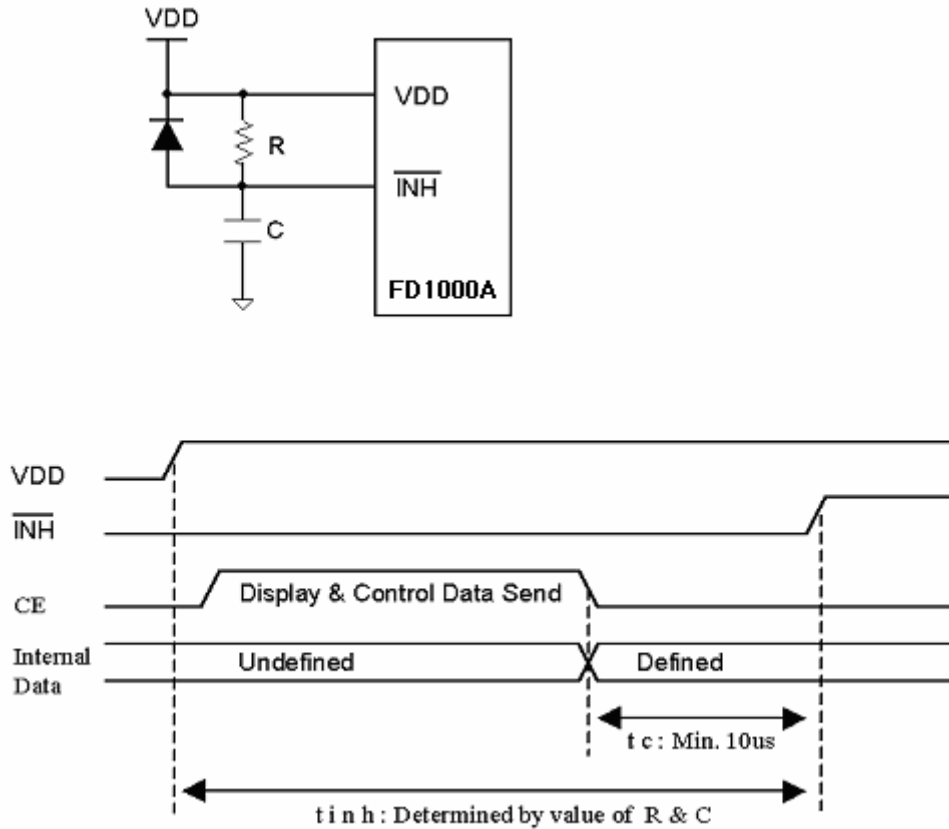 VDD
VDD
R
INH
C
FD1000A
VDD
INH
CE
Display & Control Data Send
Internal
Data
Undefined
Defined
t c : Min. 10us
t i n h : Determined by value of R & C